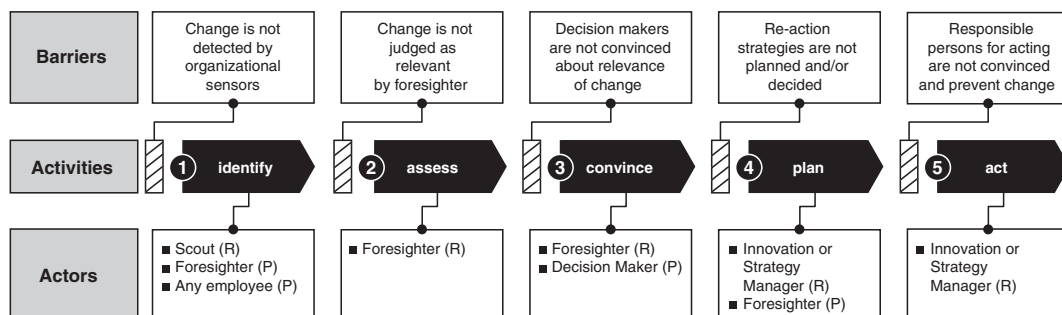 Barriers
Change is not
detected by
organizational
sensors
Change is not
judged as
relevant
by foresighter
Decision makers
are not convinced
about relevance
of change
Re-action
strategies are not
planned and/or
decided
Responsible
persons for acting
are not convinced
and prevent change
Activities
1 identify
2 assess
3 convince
4 plan
5 act
Actors
■ Scout (R)
■ Foresighter (P)
■ Any employee (P)
■ Foresighter (R)
■ Foresighter (R)
■ Decision Maker (P)
■ Innovation or
Strategy
Manager (R)
■ Foresighter (P)
■ Innovation or
Strategy
Manager (R)